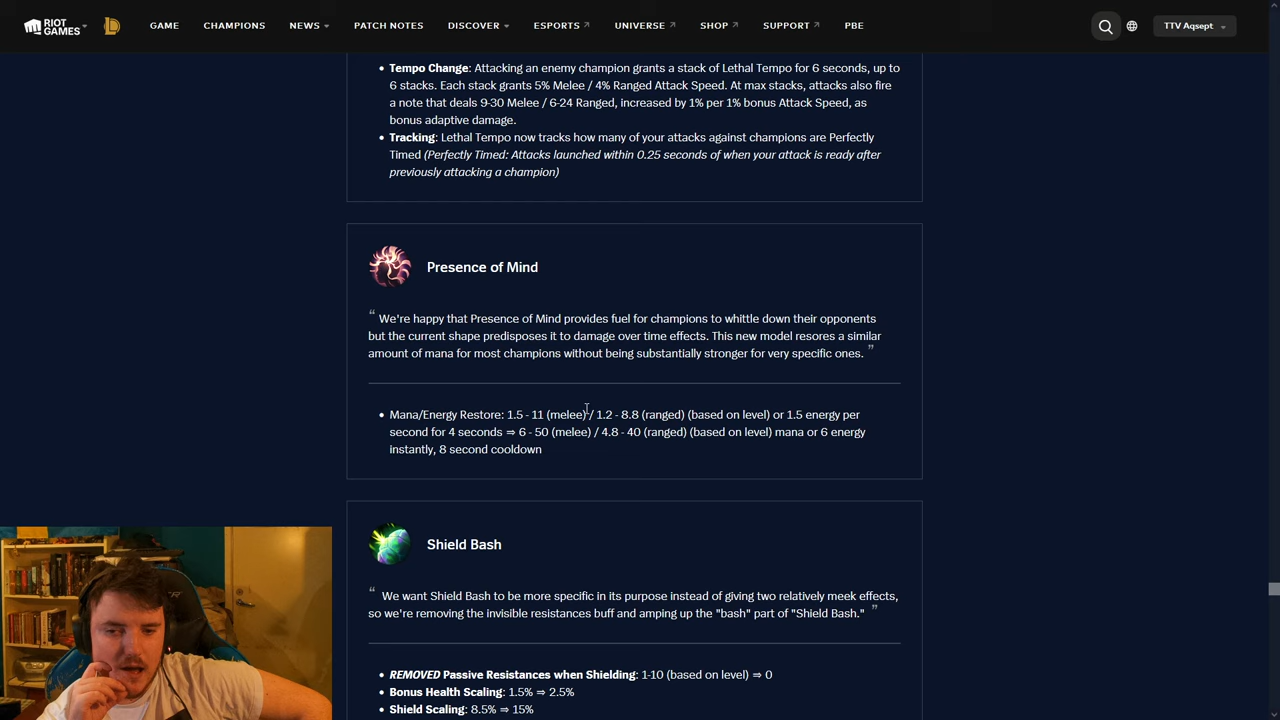 RIOT GAMES
GAME CHAMPIONS NEWS PATCH NOTES DISCOVER ESPORTS UNIVERSE SHOP SUPPORT PBE TTV Aqsept
Tempo Change: Attacking an enemy champion grants a stack of Lethal Tempo for 6 seconds, up to
6 stacks. Each stack grants 5% Melee / 4% Ranged Attack Speed. At max stacks, attacks also fire
a note that deals 9-30 Melee / 6-24 Ranged, increased by 1% per 1% bonus Attack Speed, as
bonus adaptive damage.
Tracking: Lethal Tempo now tracks how many of your attacks against champions are Perfectly
Timed (Perfectly Timed: Attacks launched within 0.25 seconds of when your attack is ready after
previously attacking a champion)
Presence of Mind
“ We're happy that Presence of Mind provides fuel for champions to whittle down their opponents
but the current shape predisposes it to damage over time effects. This new model resores a similar
amount of mana for most champions without being substantially stronger for very specific ones. ”
Mana/Energy Restore: 1.5 - 11 (melee) / 1.2 - 8.8 (ranged) (based on level) or 1.5 energy per
second for 4 seconds ⇒ 6 - 50 (melee) / 4.8 - 40 (ranged) (based on level) mana or 6 energy
instantly, 8 second cooldown
Shield Bash
“ We want Shield Bash to be more specific in its purpose instead of giving two relatively meek effects,
so we're removing the invisible resistances buff and amping up the "bash" part of "Shield Bash." ”
REMOVED Passive Resistances when Shielding: 1-10 (based on level) ⇒ 0
Bonus Health Scaling: 1.5% ⇒ 2.5%
Shield Scaling: 8.5% ⇒ 15%